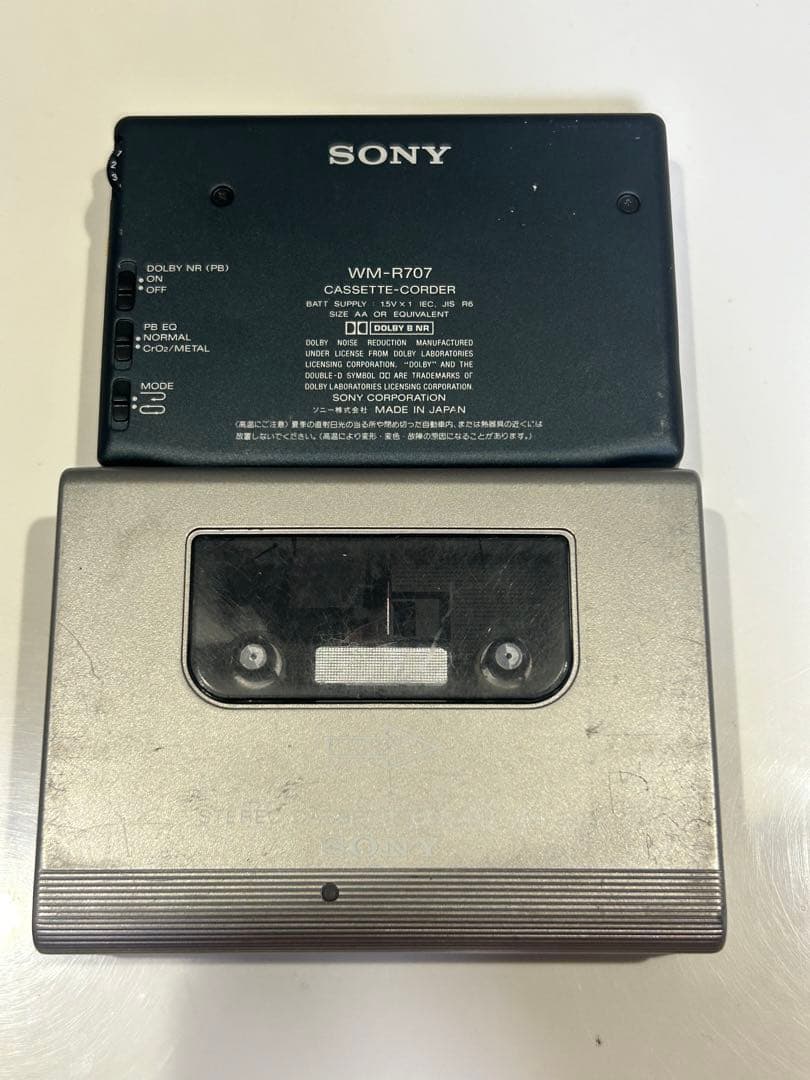 SONY
1
2
3
DOLBY NR (PB)
ON
OFF
PB EQ
NORMAL
CrO2/METAL
MODE
WM-R707
CASSETTE-CORDER
BATT SUPPLY : 1.5V×1 IEC, JIS R6
SIZE AA OR EQUIVALENT
DOLBY B NR
DOLBY NOISE REDUCTION MANUFACTURED
UNDER LICENSE FROM DOLBY LABORATORIES
LICENSING CORPORATION. "DOLBY" AND THE
DOUBLE-D SYMBOL DD ARE TRADEMARKS OF
DOLBY LABORATORIES LICENSING CORPORATION.
SONY CORPORATION
ソニー株式会社 MADE IN JAPAN
〈高温にご注意〉夏季の直射日光の当る所や閉め切った自動車内、または熱器具の近くには
放置しないでください。(高温により変形・変色・故障の原因になることがあります。)
STEREO CASSETTE
SONY